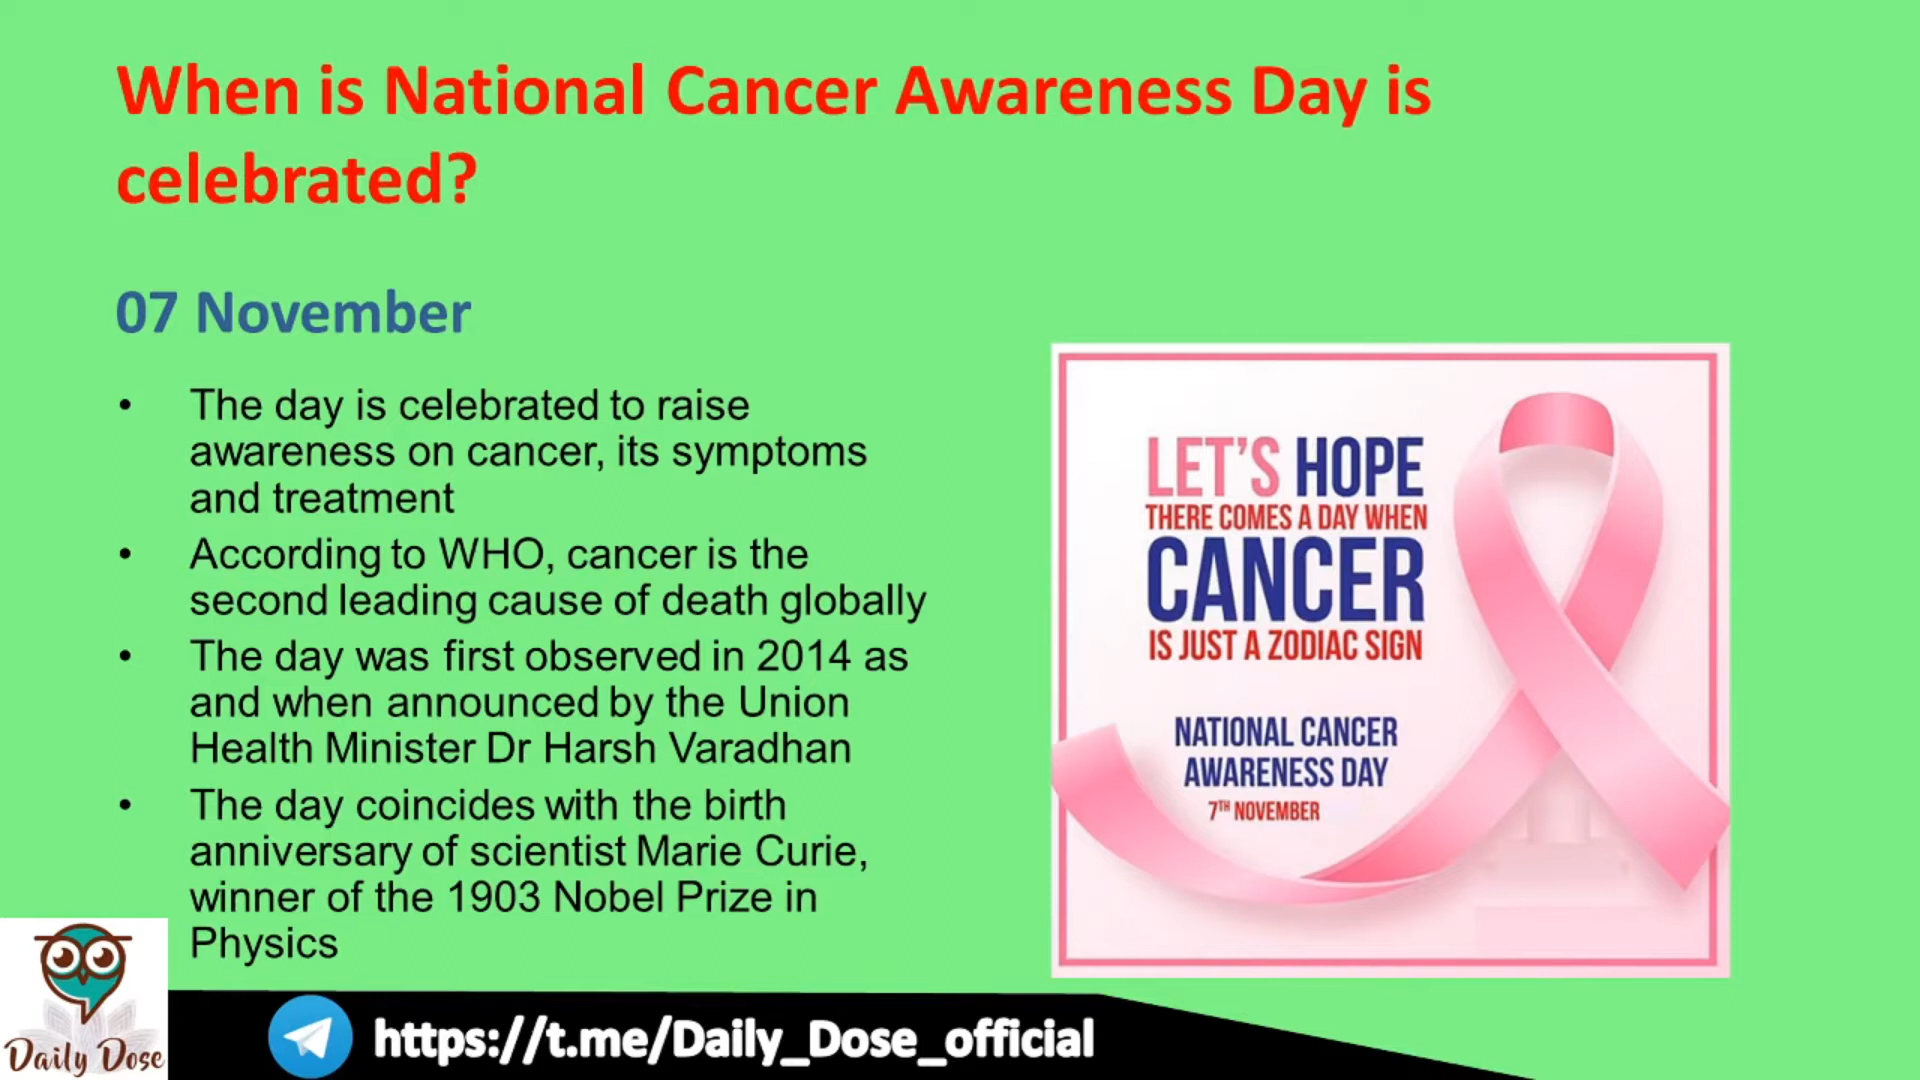 When is National Cancer Awareness Day is
celebrated?
07 November
• The day is celebrated to raise
awareness on cancer, its symptoms
and treatment
• According to WHO, cancer is the
second leading cause of death globally
• The day was first observed in 2014 as
and when announced by the Union
Health Minister Dr Harsh Varadhan
• The day coincides with the birth
anniversary of scientist Marie Curie,
winner of the 1903 Nobel Prize in
Physics
LET'S HOPE
THERE COMES A DAY WHEN
CANCER
IS JUST A ZODIAC SIGN
NATIONAL CANCER
AWARENESS DAY
7TH NOVEMBER
Daily Dose
https://t.me/Daily_Dose_official